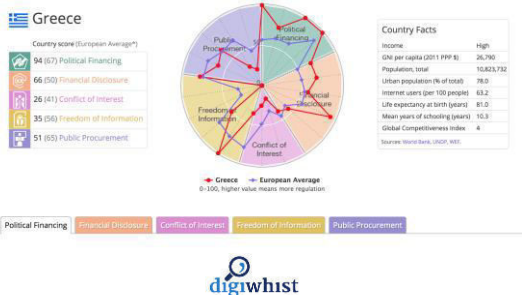 Greece
Country score (European Average*)
94 (67) Political Financing
66 (50) Financial Disclosure
26 (41) Conflict of Interest
35 (56) Freedom of Information
51 (65) Public Procurement
Political
Financing
Public
Procurement
50
0
Financial
Disclosure
Freedom of
Information
Conflict of
Interest
Greece European Average
0-100, higher value means more regulation
Country Facts
Income High
GNI per capita (2011 PPP $) 26,790
Population, total 10,823,732
Urban population (% of total) 78.0
Internet users (per 100 people) 63.2
Life expectancy at birth (years) 81.0
Mean years of schooling (years) 10.3
Global Competitiveness Index 4
Sources: World Bank, UNDP, WEF.
Political Financing Financial Disclosure Conflict of Interest Freedom of Information Public Procurement
digiwhist